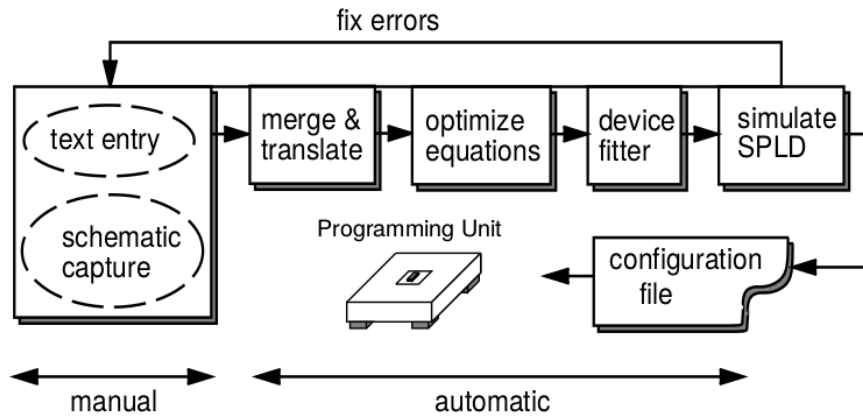 fix errors
text entry
schematic
capture
merge &
translate
optimize
equations
device
fitter
simulate
SPLD
Programming Unit
configuration
file
manual
automatic